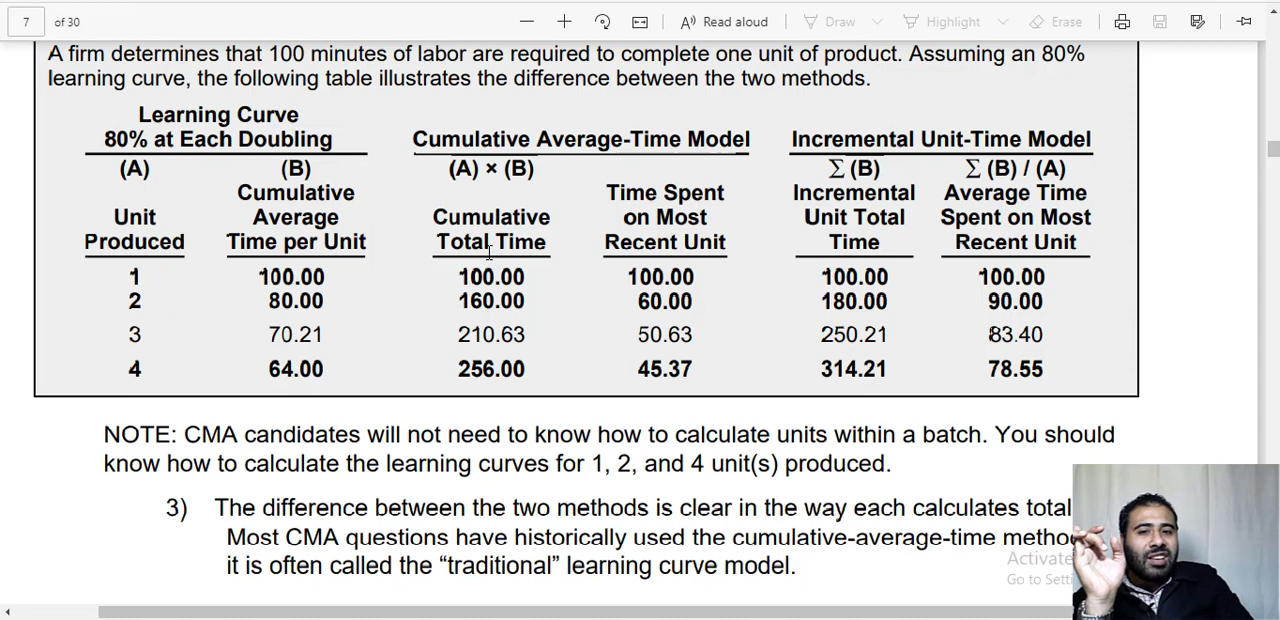 7 of 30 Read aloud Draw Highlight Erase
A firm determines that 100 minutes of labor are required to complete one unit of product. Assuming an 80%
learning curve, the following table illustrates the difference between the two methods.
Learning Curve
80% at Each Doubling Cumulative Average-Time Model Incremental Unit-Time Model
(A) (B) (A) × (B) ∑ (B) ∑ (B) / (A)
Cumulative Time Spent Incremental Average Time
Unit Average Cumulative on Most Unit Total Spent on Most
Produced Time per Unit Total Time Recent Unit Time Recent Unit
1 100.00 100.00 100.00 100.00 100.00
2 80.00 160.00 60.00 180.00 90.00
3 70.21 210.63 50.63 250.21 83.40
4 64.00 256.00 45.37 314.21 78.55
NOTE: CMA candidates will not need to know how to calculate units within a batch. You should
know how to calculate the learning curves for 1, 2, and 4 unit(s) produced.
3) The difference between the two methods is clear in the way each calculates total
Most CMA questions have historically used the cumulative-average-time
it is often called the “traditional” learning curve model.
Activate
Go to